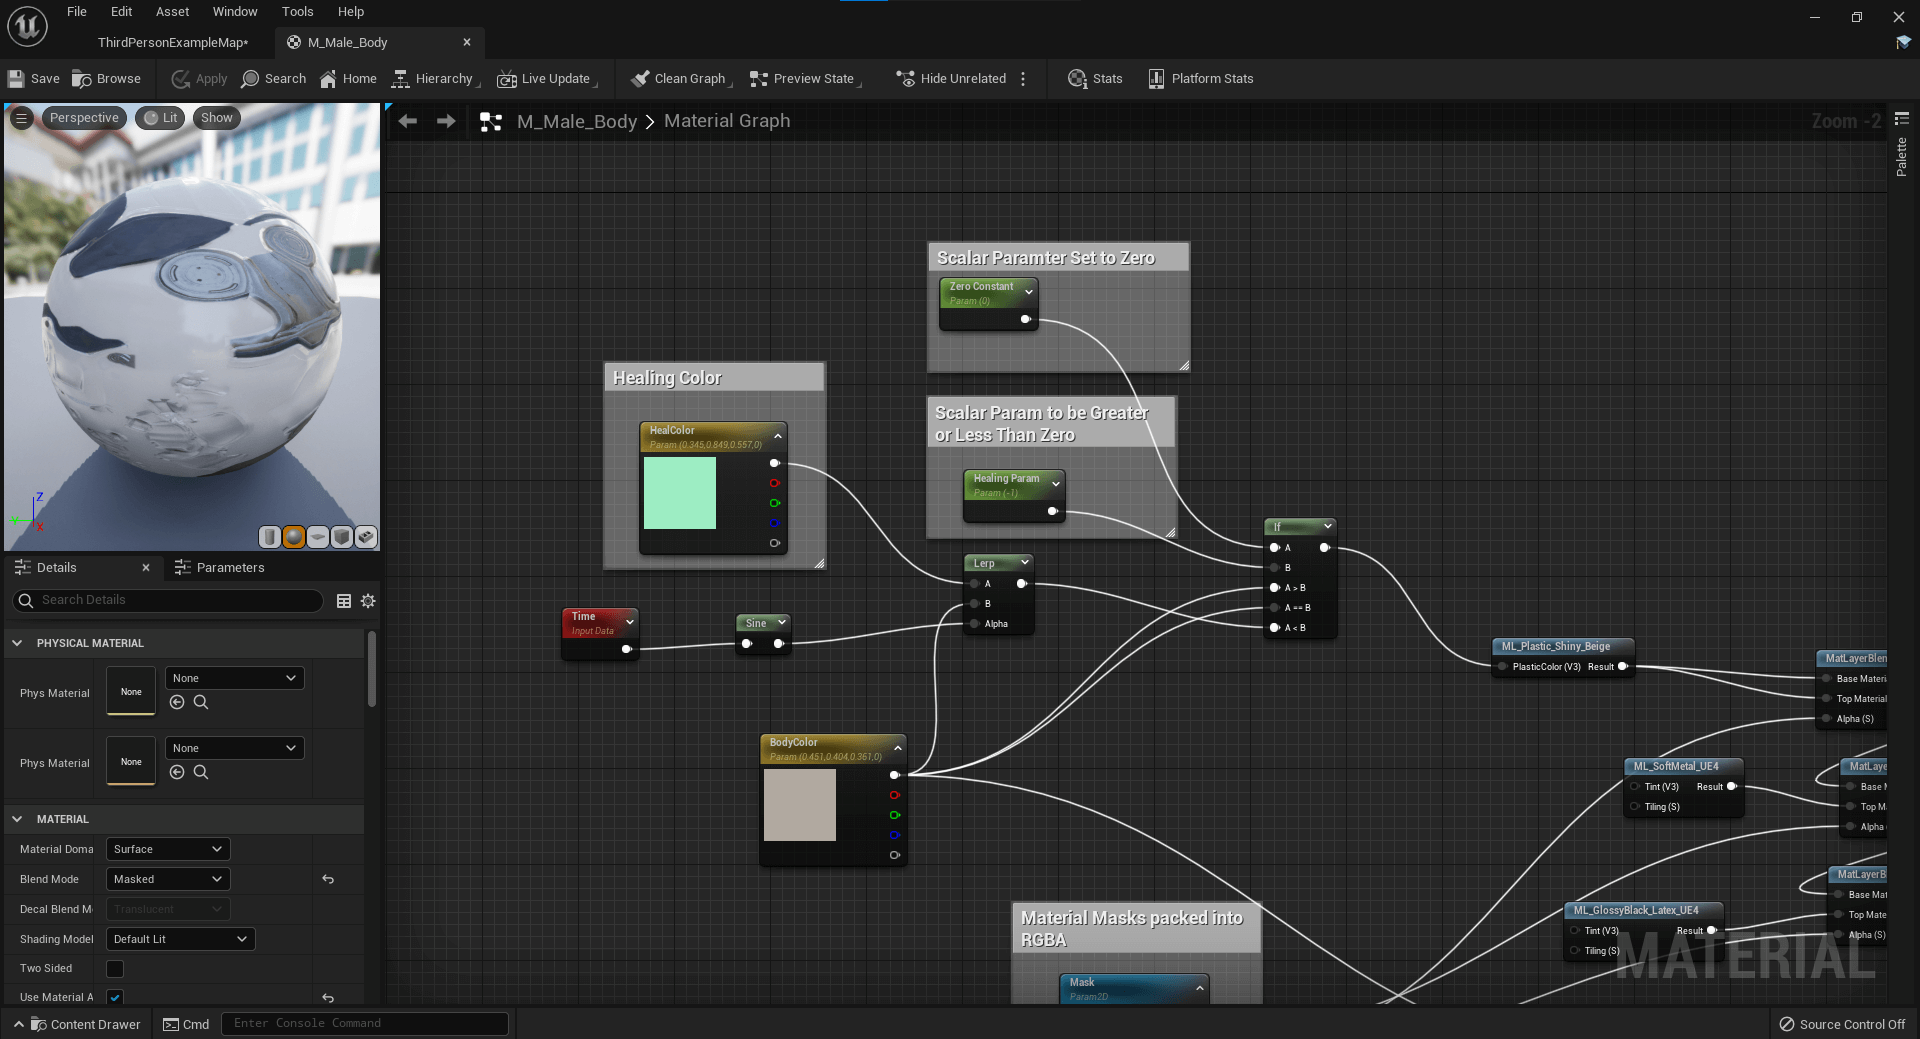 File Edit Asset Window Tools Help
ThirdPersonExampleMap*
M_Male_Body
Save Browse Apply Search Home Hierarchy Live Update Clean Graph Preview State Hide Unrelated Stats Platform Stats
Perspective Lit Show
M_Male_Body > Material Graph
Zoom -2
Palette
Scalar Paramter Set to Zero
Zero Constant
Param (0)
Healing Color
HealColor
Param (0.345,0.849,0.557,0)
Scalar Param to be Greater
or Less Than Zero
Healing Param
Param (-1)
If
A
B
A > B
A == B
A < B
Lerp
A
B
Alpha
Time
Input Data
Sine
BodyColor
Param (0.451,0.404,0.361,0)
ML_Plastic_Shiny_Beige
PlasticColor (V3) Result
MatLayerBlen
Base Materi
Top Material
Alpha (S)
ML_SoftMetal_UE4
Tint (V3) Result
Tiling (S)
MatLaye
Base M
Top Ma
Alpha
ML_GlossyBlack_Latex_UE4
Tint (V3) Result
Tiling (S)
MatLayerB
Base Mat
Top Mate
Alpha (S)
Material Masks packed into
RGBA
Mask
Param2D
MATERIAL
Z
X
Details
Parameters
Search Details
PHYSICAL MATERIAL
Phys Material None None
Phys Material None None
MATERIAL
Material Doma Surface
Blend Mode Masked
Decal Blend M Translucent
Shading Model Default Lit
Two Sided
Use Material A
Content Drawer Cmd Enter Console Command
Source Control Off